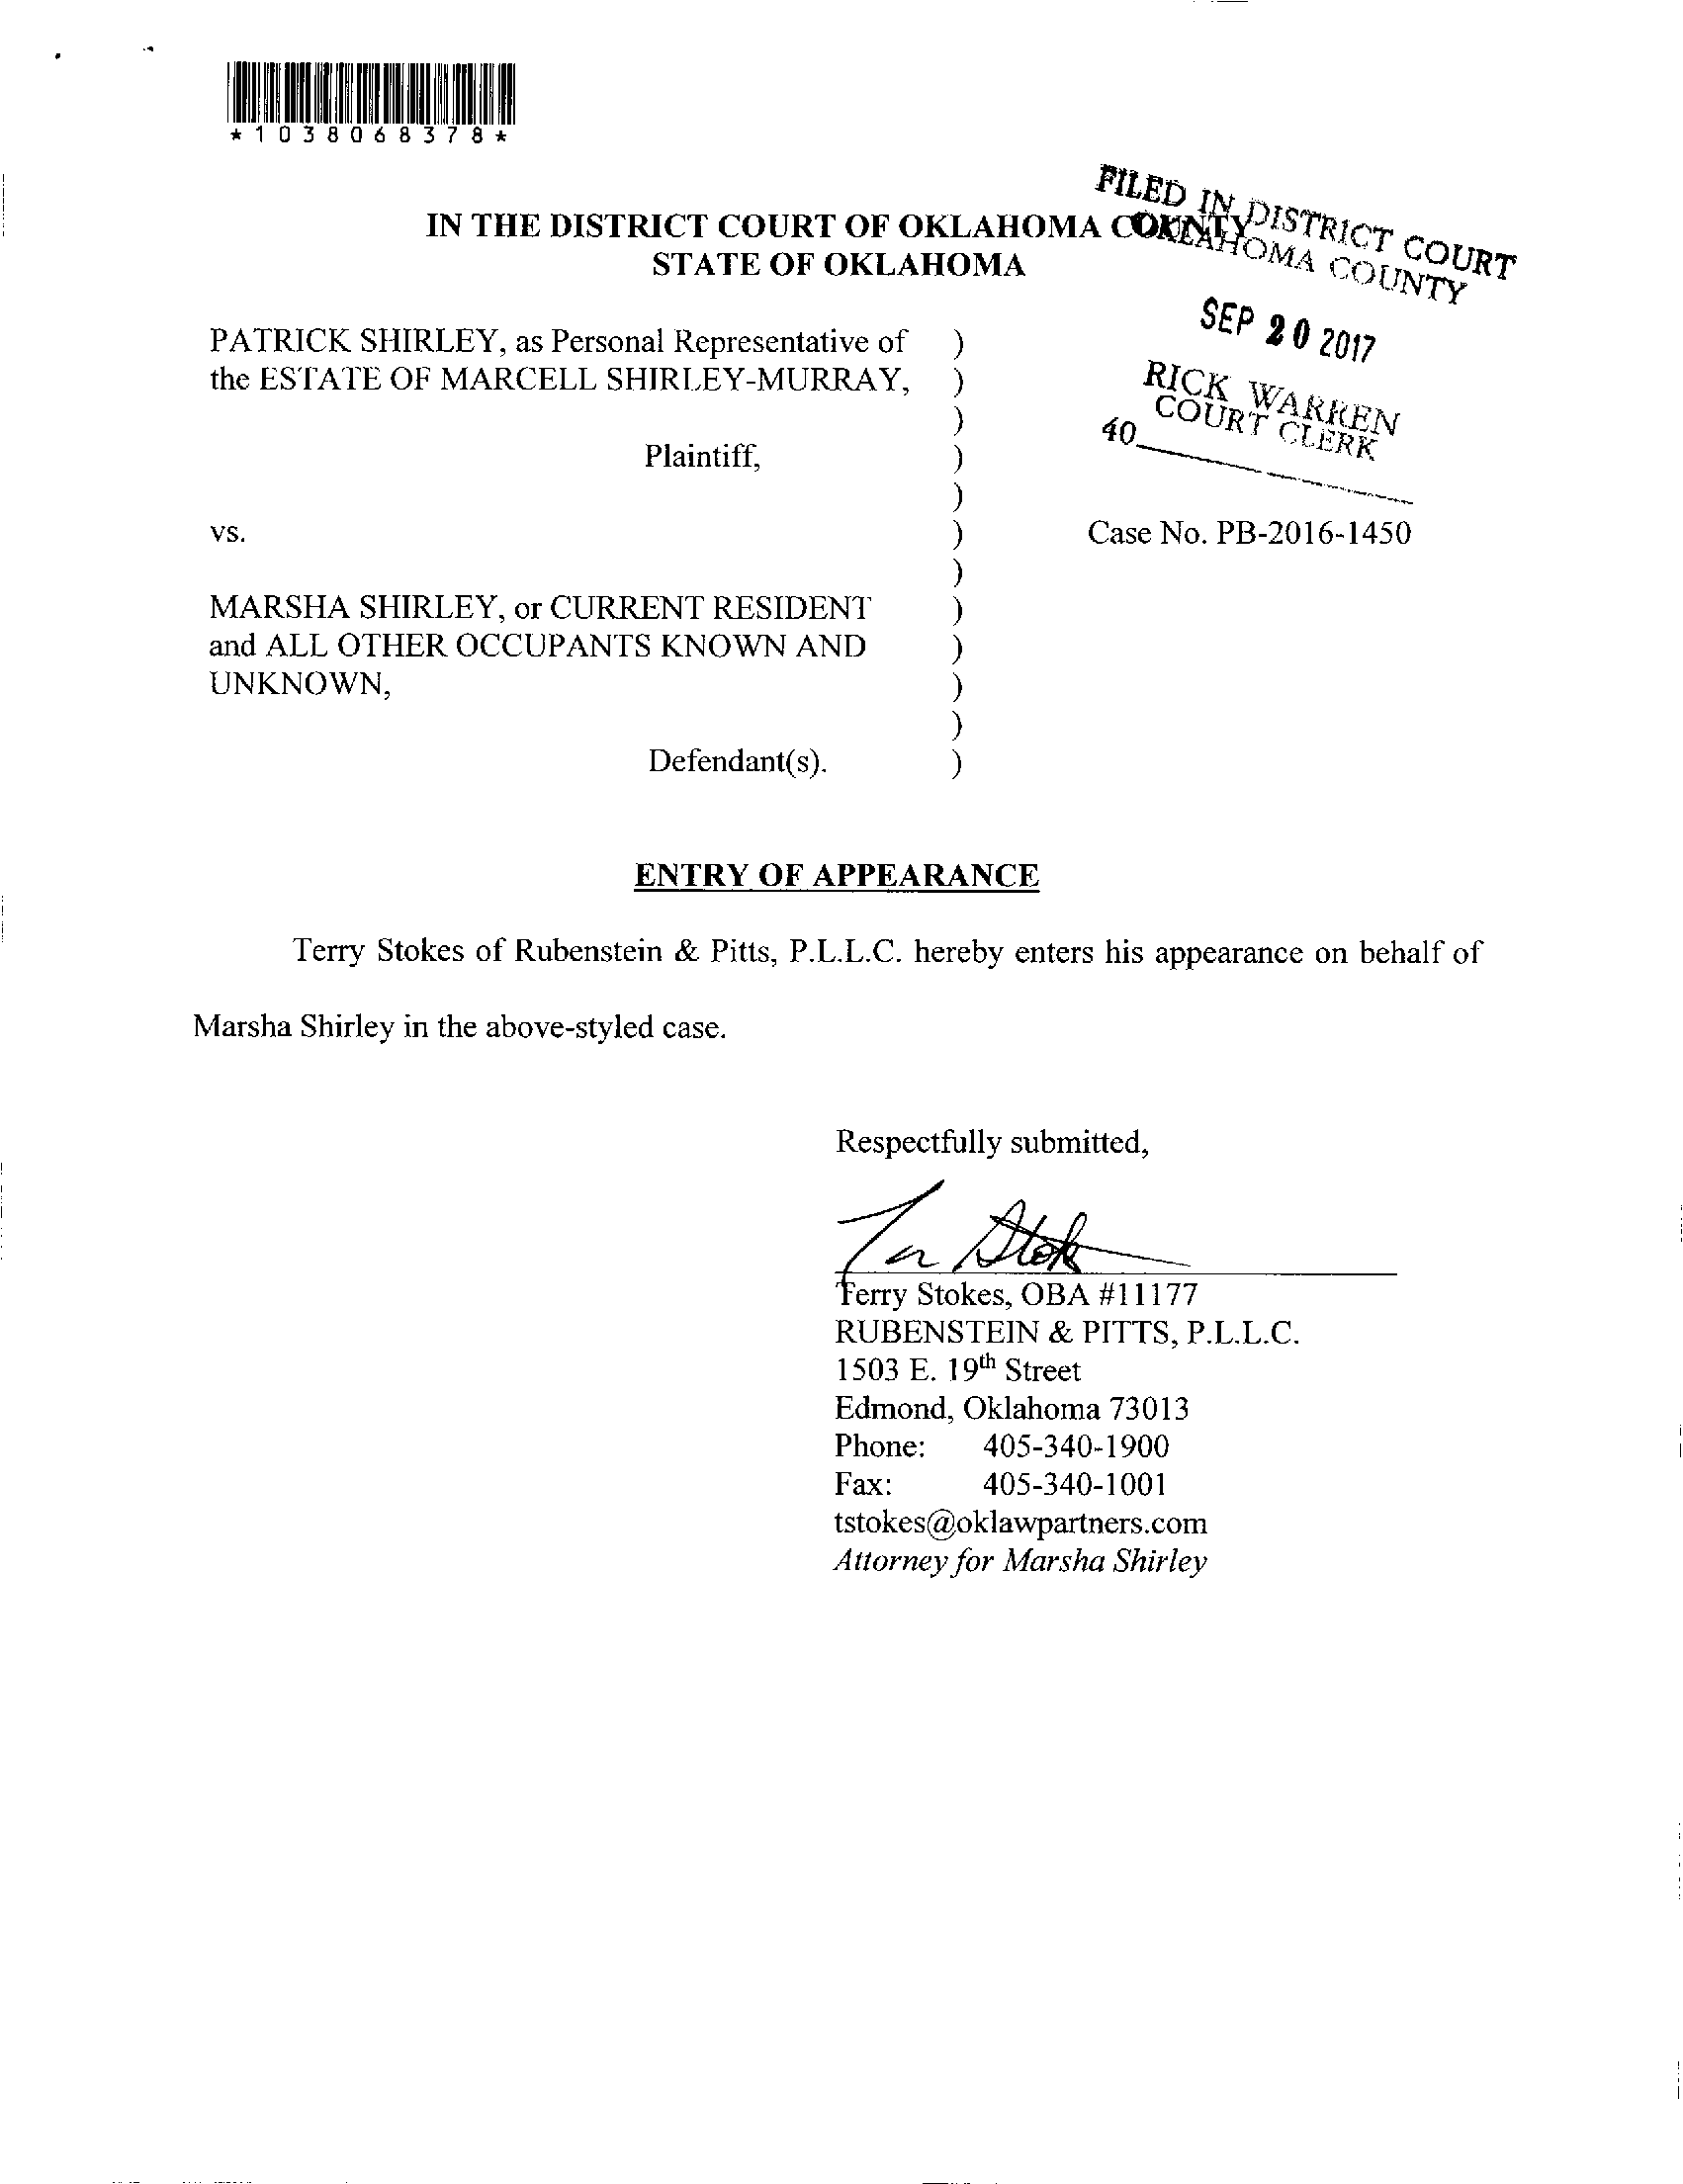 *1038068378*
FILED IN DISTRICT COURT
OKLAHOMA COUNTY
IN THE DISTRICT COURT OF OKLAHOMA COUNTY
STATE OF OKLAHOMA
SEP 20 2017
RICK WARREN
COURT CLERK
40
PATRICK SHIRLEY, as Personal Representative of )
the ESTATE OF MARCELL SHIRLEY-MURRAY, )
)
Plaintiff, )
)
vs. ) Case No. PB-2016-1450
)
MARSHA SHIRLEY, or CURRENT RESIDENT )
and ALL OTHER OCCUPANTS KNOWN AND )
UNKNOWN, )
)
Defendant(s). )
ENTRY OF APPEARANCE
Terry Stokes of Rubenstein & Pitts, P.L.L.C. hereby enters his appearance on behalf of
Marsha Shirley in the above-styled case.
Respectfully submitted,
Terry Stokes, OBA #11177
RUBENSTEIN & PITTS, P.L.L.C.
1503 E. 19th Street
Edmond, Oklahoma 73013
Phone: 405-340-1900
Fax: 405-340-1001
tstokes@oklawpartners.com
Attorney for Marsha Shirley